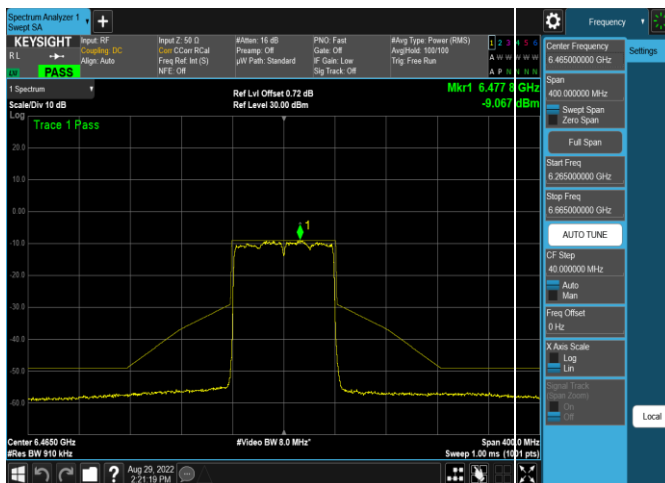 Spectrum Analyzer 1
Swept SA
+
Frequency
KEYSIGHT
R L
LW
PASS
Input: RF
Coupling: DC
Align: Auto
Input Z: 50 Ω
Corr CCorr RCal
Freq Ref: Int (S)
NFE: Off
#Atten: 16 dB
Preamp: Off
µW Path: Standard
PNO: Fast
Gate: Off
IF Gain: Low
Sig Track: Off
#Avg Type: Power (RMS)
Avg|Hold: 100/100
Trig: Free Run
1 2 3 4 5 6
A W W W W W
A P N N N N
1 Spectrum
Scale/Div 10 dB
Log
Ref Lvl Offset 0.72 dB
Ref Level 30.00 dBm
Mkr1 6.477 8 GHz
-9.067 dBm
Trace 1 Pass
1
20.0
10.0
0.00
-10.0
-20.0
-30.0
-40.0
-50.0
-60.0
Center 6.4650 GHz
#Res BW 910 kHz
#Video BW 8.0 MHz*
Span 400.0 MHz
Sweep 1.00 ms (1001 pts)
Aug 29, 2022
2:21:19 PM
Center Frequency
6.465000000 GHz
Span
400.000000 MHz
Swept Span
Zero Span
Full Span
Start Freq
6.265000000 GHz
Stop Freq
6.665000000 GHz
AUTO TUNE
CF Step
40.000000 MHz
Auto
Man
Freq Offset
0 Hz
X Axis Scale
Log
Lin
Signal Track
(Span Zoom)
On
Off
Settings
Local